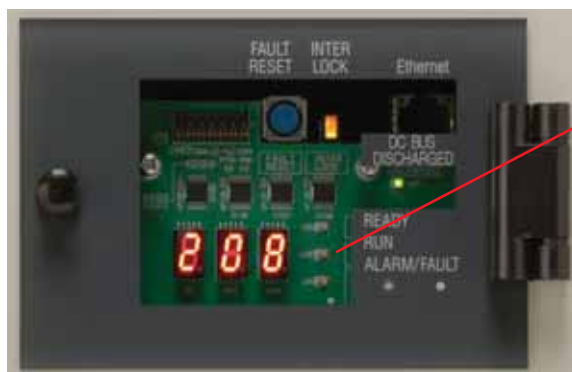 FAULT RESET
INTER LOCK
Ethernet
DC BUS DISCHARGED
208
READY
RUN
ALARM/FAULT